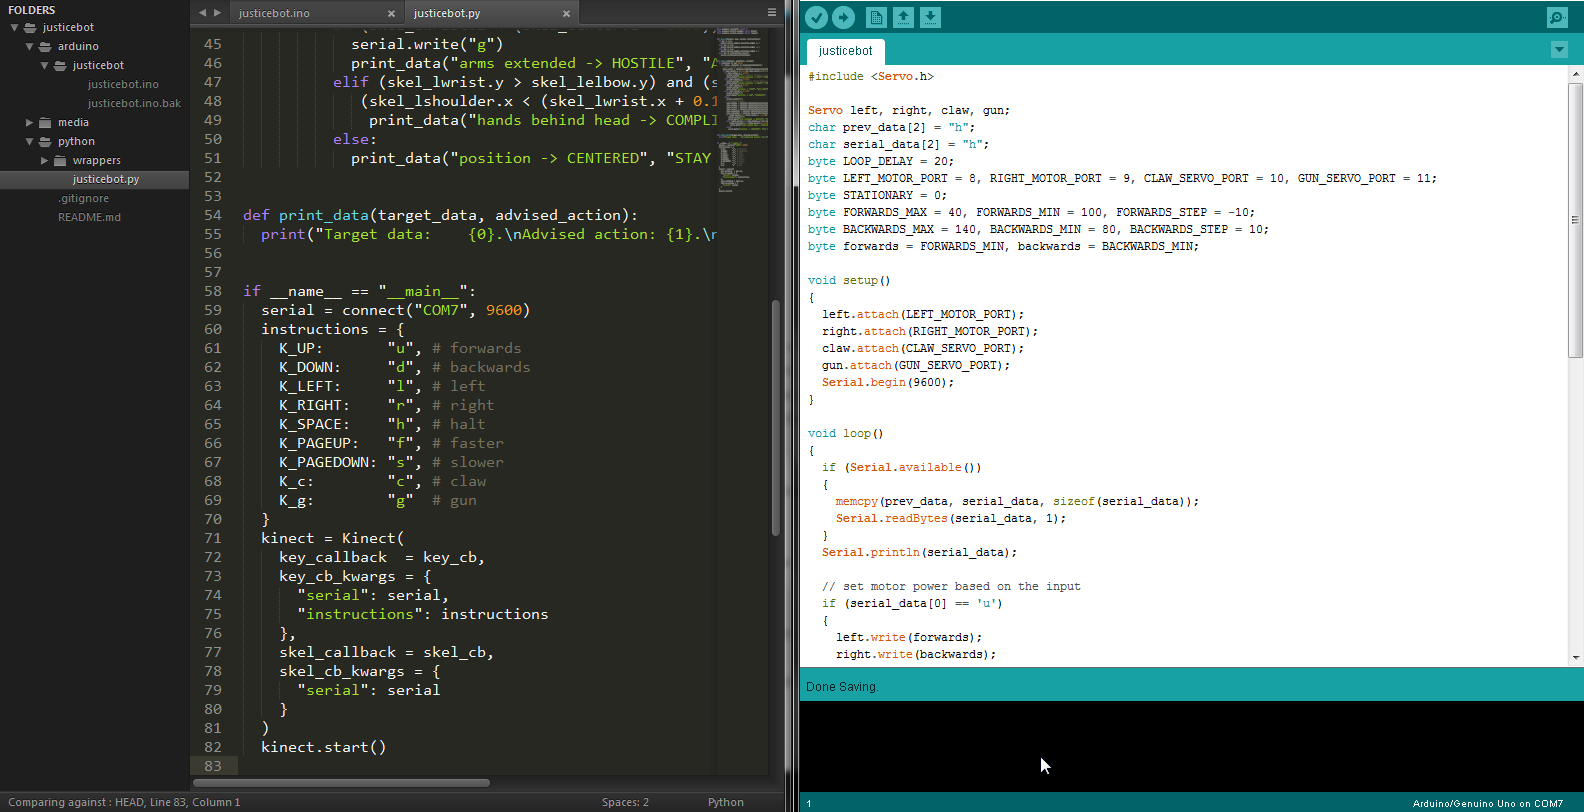 FOLDERS
justicebot
arduino
justicebot
justicebot.ino
justicebot.ino.bak
media
python
wrappers
justicebot.py
.gitignore
README.md
justicebot.ino ×
justicebot.py ×
45 serial.write("g")
46 print_data("arms extended -> HOSTILE", "A
47 elif (skel_lwrist.y > skel_lelbow.y) and (s
48 (skel_lshoulder.x < (skel_lwrist.x + 0.1
49 print_data("hands behind head -> COMPLI
50 else:
51 print_data("position -> CENTERED", "STAY
52
53
54 def print_data(target_data, advised_action):
55 print("Target data:    {0}.\nAdvised action: {1}.\n
56
57
58 if __name__ == "__main__":
59 serial = connect("COM7", 9600)
60 instructions = {
61 K_UP:       "u", # forwards
62 K_DOWN:     "d", # backwards
63 K_LEFT:     "l", # left
64 K_RIGHT:    "r", # right
65 K_SPACE:    "h", # halt
66 K_PAGEUP:   "f", # faster
67 K_PAGEDOWN: "s", # slower
68 K_c:        "c", # claw
69 K_g:        "g"  # gun
70 }
71 kinect = Kinect(
72 key_callback  = key_cb,
73 key_cb_kwargs = {
74 "serial": serial,
75 "instructions": instructions
76 },
77 skel_callback = skel_cb,
78 skel_cb_kwargs = {
79 "serial": serial
80 }
81 )
82 kinect.start()
83
Comparing against : HEAD, Line 83, Column 1
Spaces: 2
Python
justicebot
#include <Servo.h>
Servo left, right, claw, gun;
char prev_data[2] = "h";
char serial_data[2] = "h";
byte LOOP_DELAY = 20;
byte LEFT_MOTOR_PORT = 8, RIGHT_MOTOR_PORT = 9, CLAW_SERVO_PORT = 10, GUN_SERVO_PORT = 11;
byte STATIONARY = 0;
byte FORWARDS_MAX = 40, FORWARDS_MIN = 100, FORWARDS_STEP = -10;
byte BACKWARDS_MAX = 140, BACKWARDS_MIN = 80, BACKWARDS_STEP = 10;
byte forwards = FORWARDS_MIN, backwards = BACKWARDS_MIN;
void setup()
{
left.attach(LEFT_MOTOR_PORT);
right.attach(RIGHT_MOTOR_PORT);
claw.attach(CLAW_SERVO_PORT);
gun.attach(GUN_SERVO_PORT);
Serial.begin(9600);
}
void loop()
{
if (Serial.available())
{
memcpy(prev_data, serial_data, sizeof(serial_data));
Serial.readBytes(serial_data, 1);
}
Serial.println(serial_data);
// set motor power based on the input
if (serial_data[0] == 'u')
{
left.write(forwards);
right.write(backwards);
Done Saving.
1
Arduino/Genuino Uno on COM7